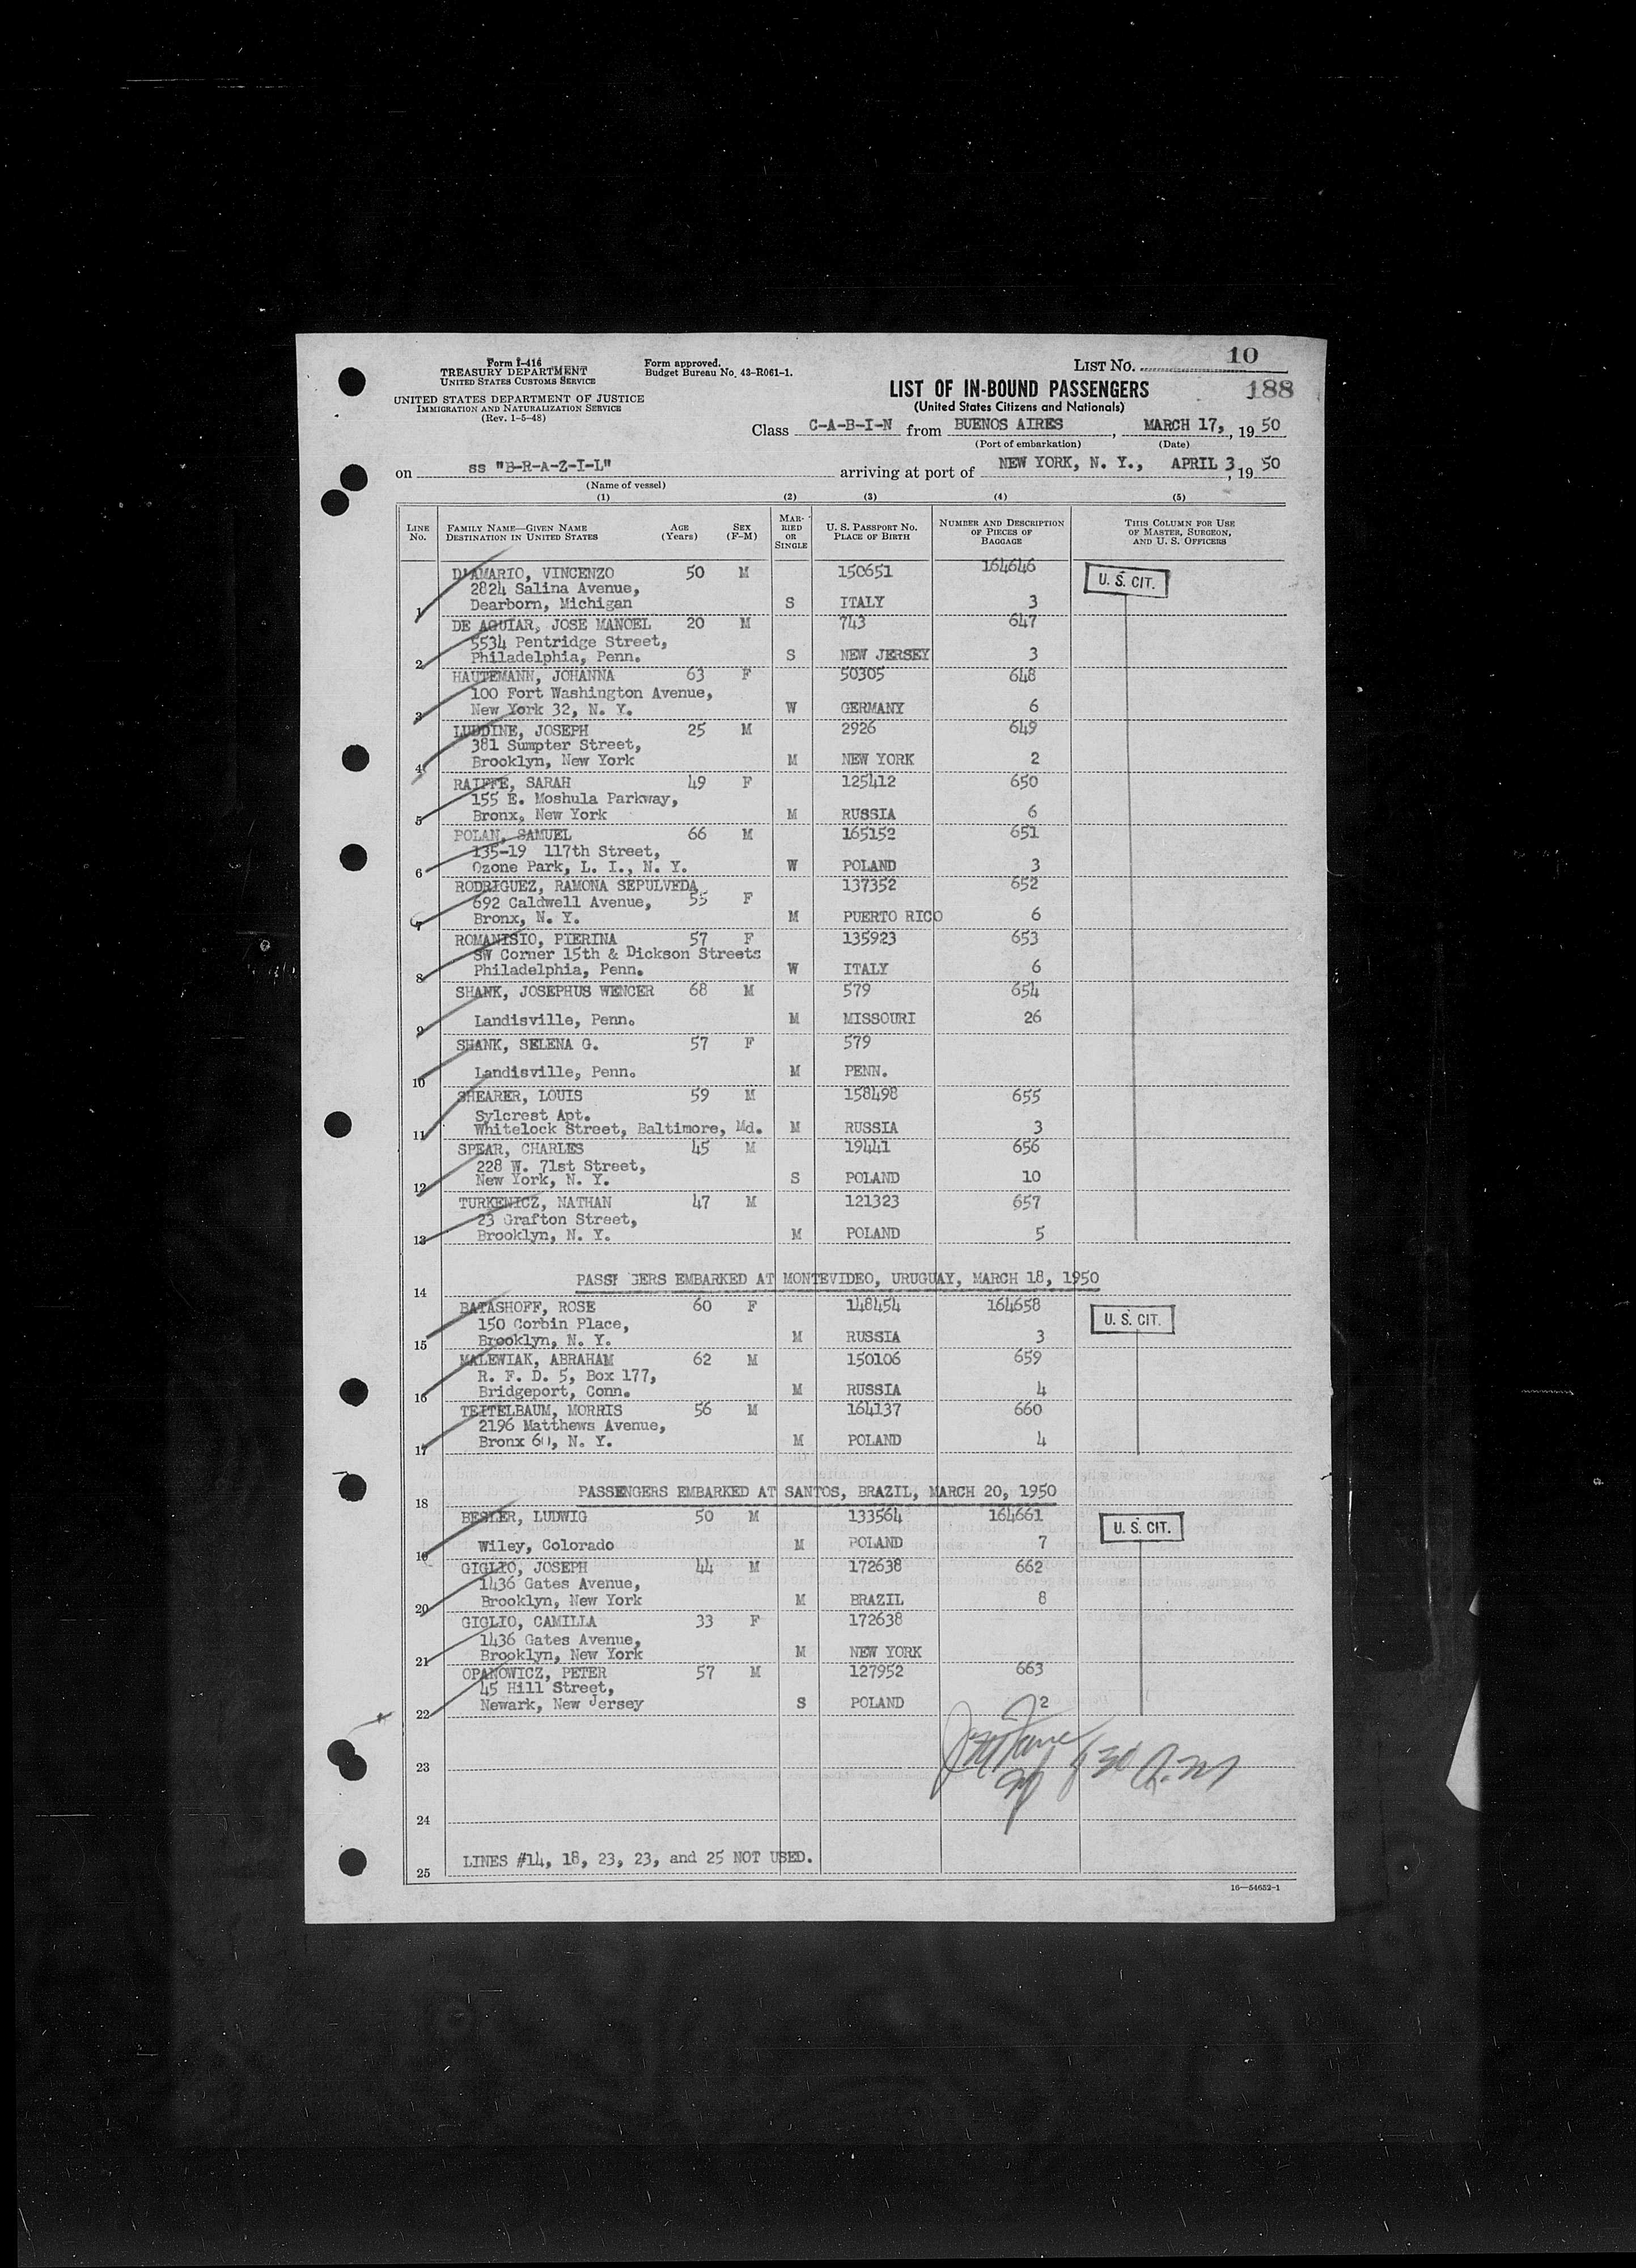 Form I-416
TREASURY DEPARTMENT
UNITED STATES CUSTOMS SERVICE
UNITED STATES DEPARTMENT OF JUSTICE
IMMIGRATION AND NATURALIZATION SERVICE
(Rev. 1-5-48)
Form approved.
Budget Bureau No. 43-R061-1.
LIST NO. 10
LIST OF IN-BOUND PASSENGERS 188
(United States Citizens and Nationals)
Class C-A-B-I-N from BUENOS AIRES, MARCH 17, 1950
(Port of embarkation) (Date)
on ss "B-R-A-Z-I-L" arriving at port of NEW YORK, N. Y., APRIL 3, 1950
(Name of vessel)
(1) (2) (3) (4) (5)
LINE NO. FAMILY NAME—GIVEN NAME DESTINATION IN UNITED STATES AGE (Years) SEX (F-M) MARRIED OR SINGLE U. S. PASSPORT NO. PLACE OF BIRTH NUMBER AND DESCRIPTION OF PIECES OF BAGGAGE THIS COLUMN FOR USE OF MASTER, SURGEON, AND U. S. OFFICERS
D'AMARIO, VINCENZO 50 M 150651 164646 U. S. CIT.
2824 Salina Avenue,
1 Dearborn, Michigan S ITALY 3
DE AGUIAR, JOSE MANOEL 20 M 743 647
5534 Pentridge Street,
2 Philadelphia, Penn. S NEW JERSEY 3
HAUTEMANN, JOHANNA 63 F 50305 648
100 Fort Washington Avenue,
3 New York 32, N. Y. W GERMANY 6
LUDDINE, JOSEPH 25 M 2926 649
381 Sumpter Street,
4 Brooklyn, New York M NEW YORK 2
RAIFFE, SARAH 49 F 125412 650
155 E. Moshula Parkway,
5 Bronx, New York M RUSSIA 6
POLAN, SAMUEL 66 M 165152 651
135-19 117th Street,
6 Ozone Park, L. I., N. Y. W POLAND 3
RODRIGUEZ, RAMONA SEPULVEDA 137352 652
692 Caldwell Avenue, 55 F
7 Bronx, N. Y. M PUERTO RICO 6
ROMANISIO, PIERINA 57 F 135923 653
SW Corner 15th & Dickson Streets
8 Philadelphia, Penn. W ITALY 6
SHANK, JOSEPHUS WENCER 68 M 579 654
9 Landisville, Penn. M MISSOURI 26
SHANK, SELENA G. 57 F 579
10 Landisville, Penn. M PENN.
SHEARER, LOUIS 59 M 158498 655
Sylcrest Apt.
11 Whitelock Street, Baltimore, Md. M RUSSIA 3
SPEAR, CHARLES 45 M 19441 656
228 W. 71st Street,
12 New York, N. Y. S POLAND 10
TURKENICZ, NATHAN 47 M 121323 657
23 Grafton Street,
13 Brooklyn, N. Y. M POLAND 5
14 PASS GERS EMBARKED AT MONTEVIDEO, URUGUAY, MARCH 18, 1950
BATASHOFF, ROSE 60 F 148454 164658 U. S. CIT.
150 Corbin Place,
15 Brooklyn, N. Y. M RUSSIA 3
MALEWIAK, ABRAHAM 62 M 150106 659
R. F. D. 5, Box 177,
16 Bridgeport, Conn. M RUSSIA 4
TEITELBAUM, MORRIS 56 M 164137 660
2196 Matthews Avenue,
17 Bronx 60, N. Y. M POLAND 4
18 PASSENGERS EMBARKED AT SANTOS, BRAZIL, MARCH 20, 1950
BESLER, LUDWIG 50 M 133564 164661 U. S. CIT.
19 Wiley, Colorado M POLAND 7
GIGLIO, JOSEPH 44 M 172638 662
1436 Gates Avenue,
20 Brooklyn, New York M BRAZIL 8
GIGLIO, CAMILLA 33 F 172638
1436 Gates Avenue,
21 Brooklyn, New York M NEW YORK
OPANOWICZ, PETER 57 M 127952 663
45 Hill Street,
22 Newark, New Jersey S POLAND 2
23
24
25 LINES #14, 18, 23, 23, and 25 NOT USED.
16—54652-1